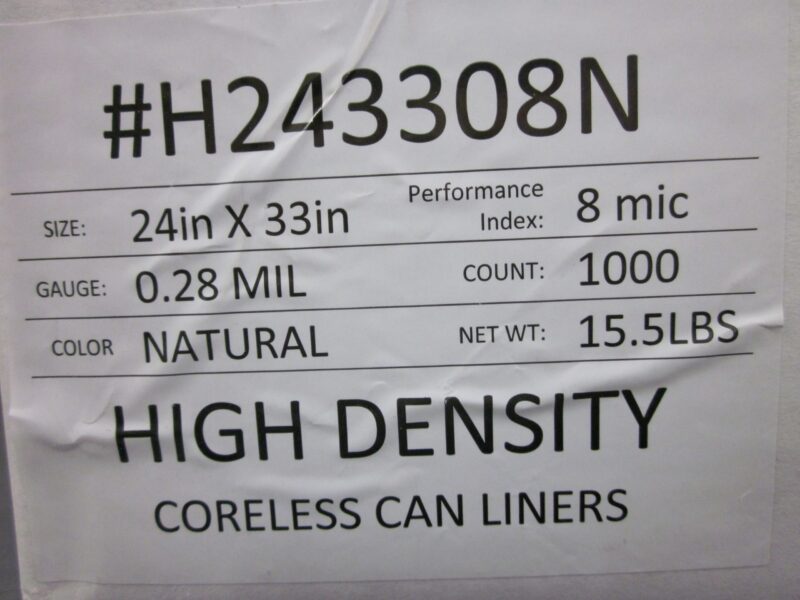 #H243308N
SIZE: 24in X 33in Performance Index: 8 mic
GAUGE: 0.28 MIL COUNT: 1000
COLOR NATURAL NET WT: 15.5LBS
HIGH DENSITY
CORELESS CAN LINERS